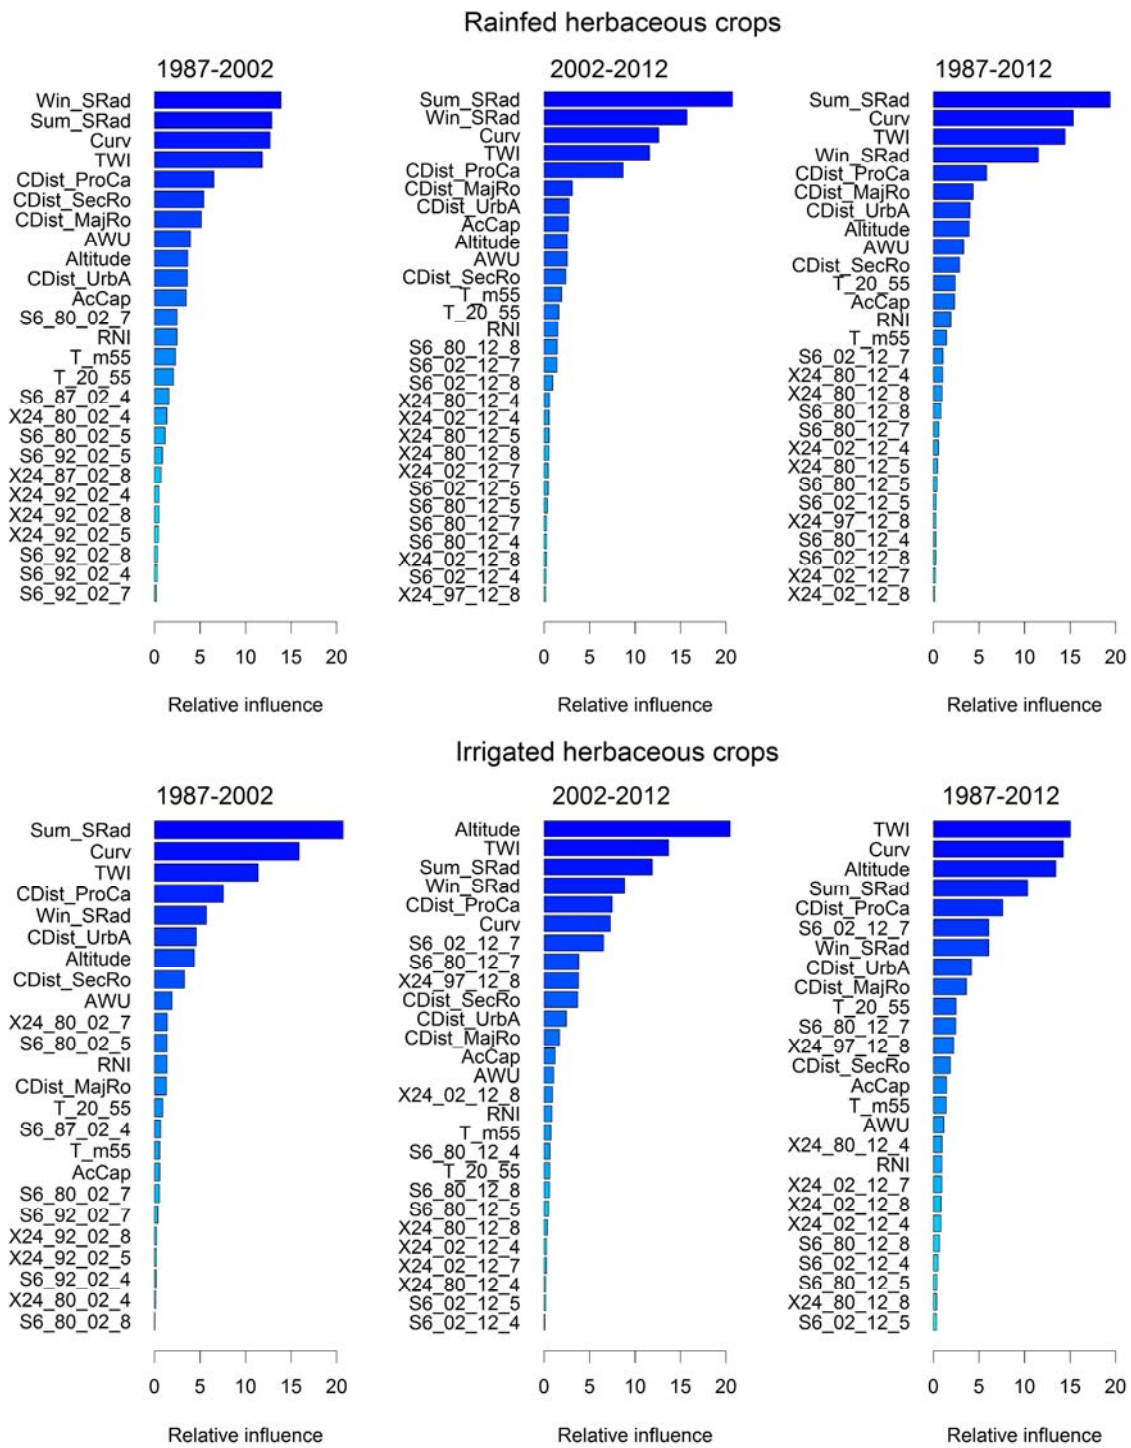 Rainfed herbaceous crops
1987-2002
Win_SRad
Sum_SRad
Curv
TWI
CDist_ProCa
CDist_SecRo
CDist_MajRo
AWU
Altitude
CDist_UrbA
AcCap
S6_80_02_7
RNI
T_m55
T_20_55
S6_87_02_4
X24_80_02_4
S6_80_02_5
S6_92_02_5
X24_87_02_8
X24_92_02_4
X24_92_02_8
X24_92_02_5
S6_92_02_8
S6_92_02_4
S6_92_02_7
0 5 10 15 20
Relative influence
2002-2012
Sum_SRad
Win_SRad
Curv
TWI
CDist_ProCa
CDist_MajRo
CDist_UrbA
AcCap
Altitude
AWU
CDist_SecRo
T_m55
T_20_55
RNI
S6_80_12_8
S6_02_12_7
S6_02_12_8
X24_80_12_4
X24_02_12_4
X24_80_12_5
X24_80_12_8
X24_02_12_7
S6_02_12_5
S6_80_12_5
S6_80_12_7
S6_80_12_4
X24_02_12_8
S6_02_12_4
X24_97_12_8
0 5 10 15 20
Relative influence
1987-2012
Sum_SRad
Curv
TWI
Win_SRad
CDist_ProCa
CDist_MajRo
CDist_UrbA
Altitude
AWU
CDist_SecRo
T_20_55
AcCap
RNI
T_m55
S6_02_12_7
X24_80_12_4
X24_80_12_8
S6_80_12_8
S6_80_12_7
X24_02_12_4
X24_80_12_5
S6_80_12_5
S6_02_12_5
X24_97_12_8
S6_80_12_4
S6_02_12_8
X24_02_12_7
X24_02_12_8
0 5 10 15 20
Relative influence
Irrigated herbaceous crops
1987-2002
Sum_SRad
Curv
TWI
CDist_ProCa
Win_SRad
CDist_UrbA
Altitude
CDist_SecRo
AWU
X24_80_02_7
S6_80_02_5
RNI
CDist_MajRo
T_20_55
S6_87_02_4
T_m55
AcCap
S6_80_02_7
S6_92_02_7
X24_92_02_8
X24_92_02_5
S6_92_02_4
X24_80_02_4
S6_80_02_8
0 5 10 15 20
Relative influence
2002-2012
Altitude
TWI
Sum_SRad
Win_SRad
CDist_ProCa
Curv
S6_02_12_7
S6_80_12_7
X24_97_12_8
CDist_SecRo
CDist_UrbA
CDist_MajRo
AcCap
AWU
X24_02_12_8
RNI
T_m55
S6_80_12_4
T_20_55
S6_80_12_8
S6_80_12_5
X24_80_12_8
X24_02_12_4
X24_02_12_7
X24_80_12_4
S6_02_12_5
S6_02_12_4
0 5 10 15 20
Relative influence
1987-2012
TWI
Curv
Altitude
Sum_SRad
CDist_ProCa
S6_02_12_7
Win_SRad
CDist_UrbA
CDist_MajRo
T_20_55
S6_80_12_7
X24_97_12_8
CDist_SecRo
AcCap
T_m55
AWU
X24_80_12_4
RNI
X24_02_12_7
X24_02_12_8
X24_02_12_4
S6_80_12_8
S6_02_12_4
S6_80_12_5
X24_80_12_8
S6_02_12_5
0 5 10 15 20
Relative influence